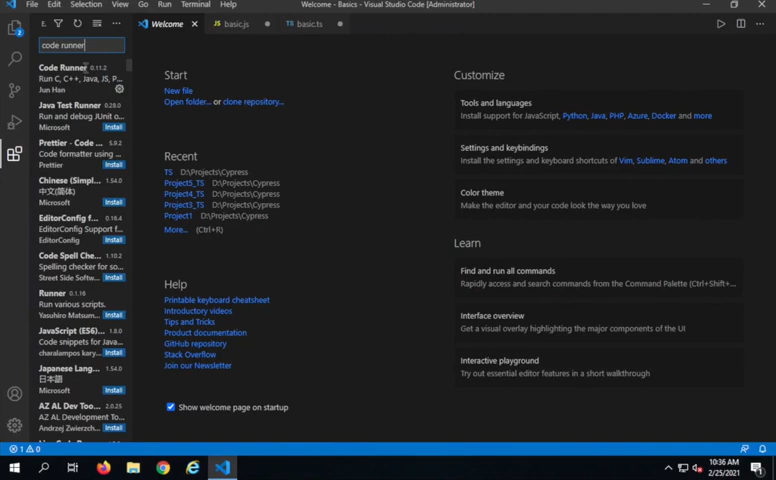 File Edit Selection View Go Run Terminal Help
Welcome - Basics - Visual Studio Code [Administrator]
Welcome
JS basic.js
TS basic.ts
code runner
Code Runner 0.11.2
Run C, C++, Java, JS, P...
Jun Han
Java Test Runner 0.28.0
Run and debug JUnit o...
Microsoft Install
Prettier - Code ... 5.9.2
Code formatter using ...
Prettier Install
Chinese (Simpl... 1.54.0
中文(简体)
Microsoft Install
EditorConfig f... 0.16.4
EditorConfig Support f...
EditorConfig Install
Code Spell Che... 1.10.2
Spelling checker for so...
Street Side Softw... Install
Runner 0.1.16
Run various scripts.
Yasuhiro Matsum... Install
JavaScript (ES6)... 1.8.0
Code snippets for Java...
charalampos kary... Install
Japanese Lang... 1.54.0
日本語
Microsoft Install
AZ AL Dev Too... 2.0.25
AZ AL Development To...
Andrzej Zwierzch... Install
Start
New file
Open folder... or clone repository...
Recent
TS D:\Projects\Cypress
Project5_TS D:\Projects\Cypress
Project4_TS D:\Projects\Cypress
Project3_TS D:\Projects\Cypress
Project1 D:\Projects\Cypress
More... (Ctrl+R)
Help
Printable keyboard cheatsheet
Introductory videos
Tips and Tricks
Product documentation
GitHub repository
Stack Overflow
Join our Newsletter
Show welcome page on startup
Customize
Tools and languages
Install support for JavaScript, Python, Java, PHP, Azure, Docker and more
Settings and keybindings
Install the settings and keyboard shortcuts of Vim, Sublime, Atom and others
Color theme
Make the editor and your code look the way you love
Learn
Find and run all commands
Rapidly access and search commands from the Command Palette (Ctrl+Shift+...
Interface overview
Get a visual overlay highlighting the major components of the UI
Interactive playground
Try out essential editor features in a short walkthrough
2
1 0
10:36 AM
2/25/2021
1